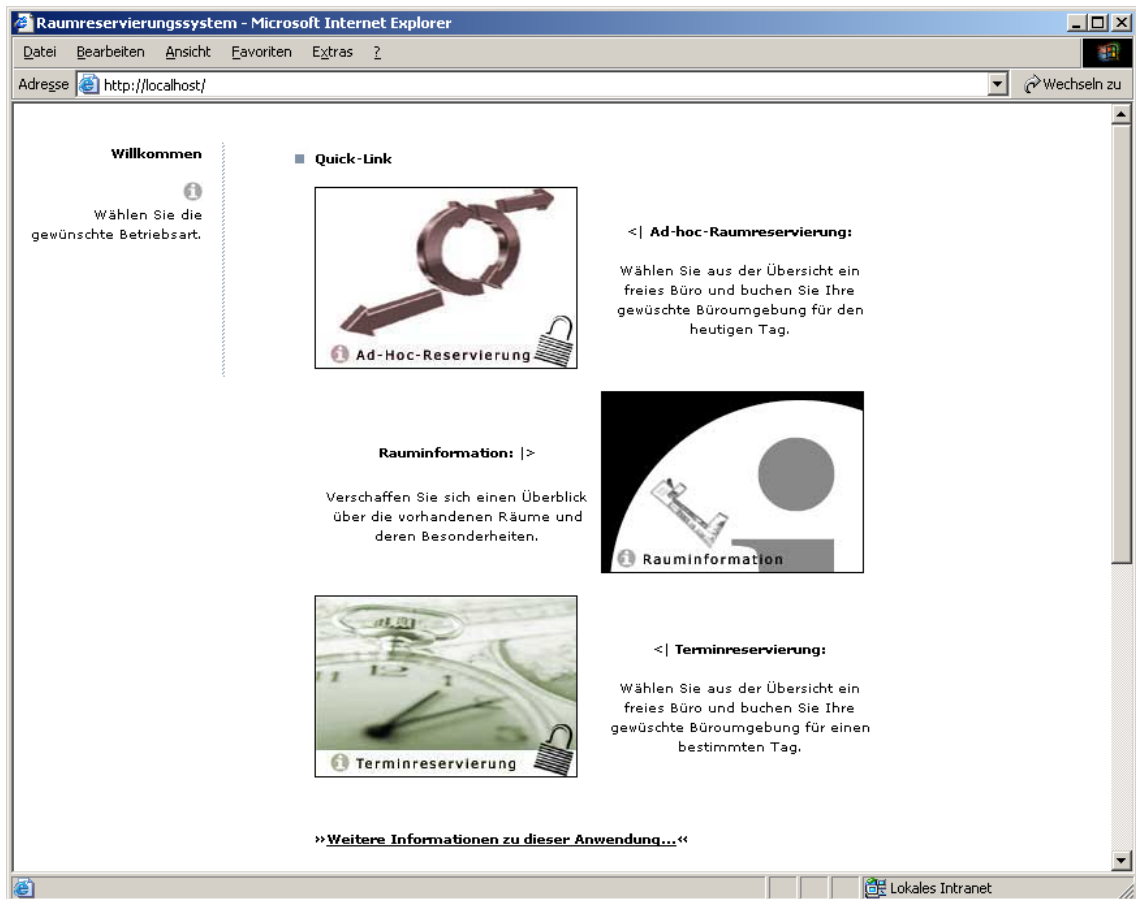 Raumreservierungssystem - Microsoft Internet Explorer
Datei Bearbeiten Ansicht Favoriten Extras ?
Adresse http://localhost/ Wechseln zu
Willkommen
Wählen Sie die
gewünschte Betriebsart.
Quick-Link
Ad-Hoc-Reservierung
<| Ad-hoc-Raumreservierung:
Wählen Sie aus der Übersicht ein
freies Büro und buchen Sie Ihre
gewüschte Büroumgebung für den
heutigen Tag.
Rauminformation: |>
Verschaffen Sie sich einen Überblick
über die vorhandenen Räume und
deren Besonderheiten.
Rauminformation
12 1
5
Terminreservierung
<| Terminreservierung:
Wählen Sie aus der Übersicht ein
freies Büro und buchen Sie Ihre
gewüschte Büroumgebung für einen
bestimmten Tag.
»Weitere Informationen zu dieser Anwendung...«
Lokales Intranet